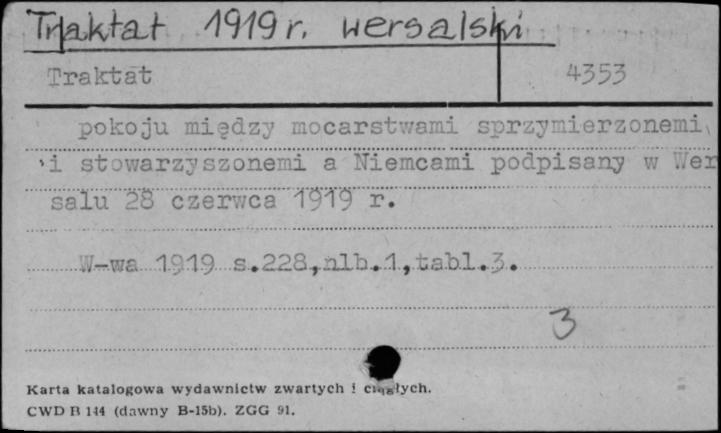 Traktat 1919 r. wersalski
Traktat 4353
pokoju między mocarstwami sprzymierzonemi
i stowarzyszonemi a Niemcami podpisany w Wer
salu 28 czerwca 1919 r.
W-wa 1919 s.228,nlb.1,tabl.3.
3
Karta katalogowa wydawnictw zwartych i ciągłych.
CWD B 144 (dawny B-15b). ZGG 91.